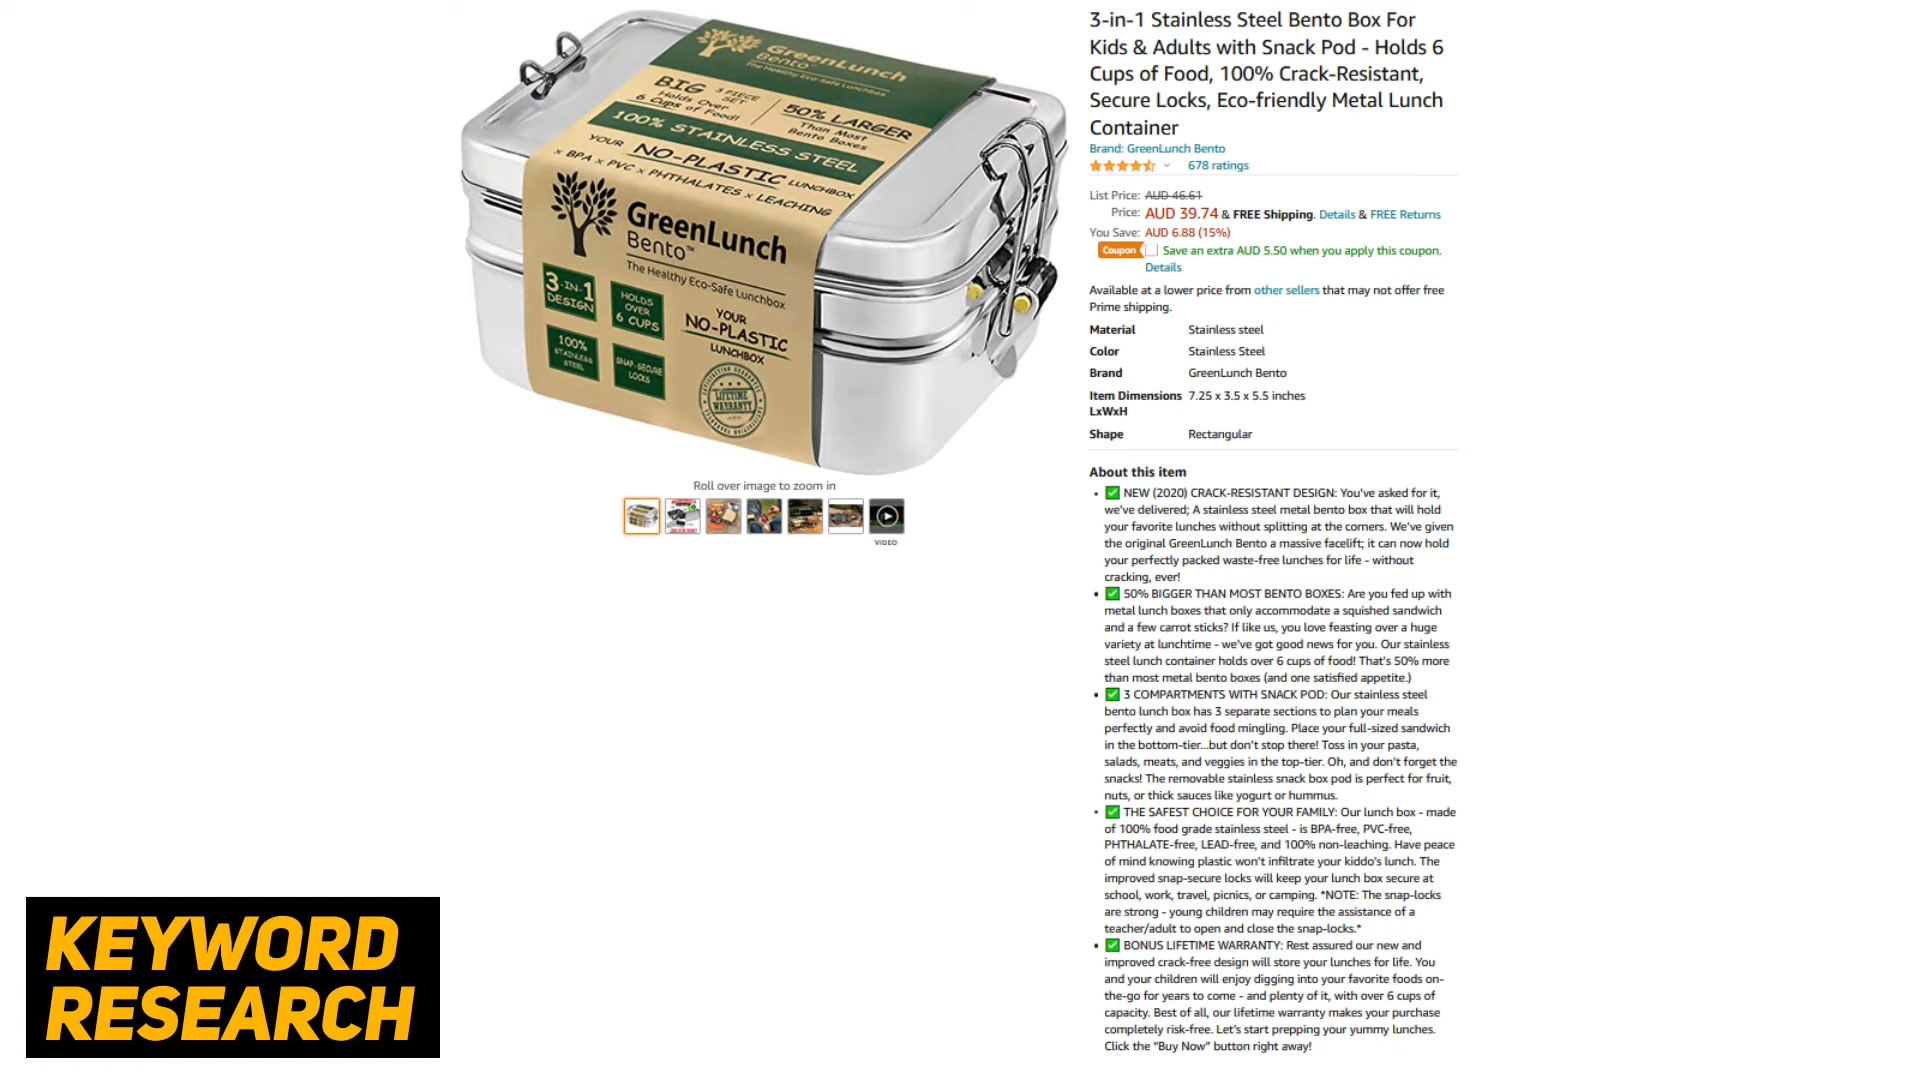 GreenLunch
Bento
The Healthy Eco-Safe Lunchbox
BIG 3 PIECE SET
Holds Over
6 Cups of Food!
50% LARGER
Than Most
Bento Boxes
100% STAINLESS STEEL
YOUR NO-PLASTIC LUNCHBOX
x BPA x PVC x PHTHALATES x LEACHING
GreenLunch
Bento™
The Healthy Eco-Safe Lunchbox
3-IN-1
DESIGN
HOLDS
OVER
6 CUPS
100%
STAINLESS
STEEL
SNAP-SECURE
LOCKS
YOUR
NO-PLASTIC
LUNCHBOX
LIFETIME
WARRANTY
Roll over image to zoom in
VIDEO
3-in-1 Stainless Steel Bento Box For
Kids & Adults with Snack Pod - Holds 6
Cups of Food, 100% Crack-Resistant,
Secure Locks, Eco-friendly Metal Lunch
Container
Brand: GreenLunch Bento
678 ratings
List Price: AUD 46.61
Price: AUD 39.74 & FREE Shipping. Details & FREE Returns
You Save: AUD 6.88 (15%)
Coupon Save an extra AUD 5.50 when you apply this coupon.
Details
Available at a lower price from other sellers that may not offer free
Prime shipping.
Material Stainless steel
Color Stainless Steel
Brand GreenLunch Bento
Item Dimensions 7.25 x 3.5 x 5.5 inches
LxWxH
Shape Rectangular
About this item
• ✅ NEW (2020) CRACK-RESISTANT DESIGN: You've asked for it,
we've delivered; A stainless steel metal bento box that will hold
your favorite lunches without splitting at the corners. We've given
the original GreenLunch Bento a massive facelift; it can now hold
your perfectly packed waste-free lunches for life - without
cracking, ever!
• ✅ 50% BIGGER THAN MOST BENTO BOXES: Are you fed up with
metal lunch boxes that only accommodate a squished sandwich
and a few carrot sticks? If like us, you love feasting over a huge
variety at lunchtime - we've got good news for you. Our stainless
steel lunch container holds over 6 cups of food! That's 50% more
than most metal bento boxes (and one satisfied appetite.)
• ✅ 3 COMPARTMENTS WITH SNACK POD: Our stainless steel
bento lunch box has 3 separate sections to plan your meals
perfectly and avoid food mingling. Place your full-sized sandwich
in the bottom-tier...but don't stop there! Toss in your pasta,
salads, meats, and veggies in the top-tier. Oh, and don't forget the
snacks! The removable stainless snack box pod is perfect for fruit,
nuts, or thick sauces like yogurt or hummus.
• ✅ THE SAFEST CHOICE FOR YOUR FAMILY: Our lunch box - made
of 100% food grade stainless steel - is BPA-free, PVC-free,
PHTHALATE-free, LEAD-free, and 100% non-leaching. Have peace
of mind knowing plastic won't infiltrate your kiddo's lunch. The
improved snap-secure locks will keep your lunch box secure at
school, work, travel, picnics, or camping. *NOTE: The snap-locks
are strong - young children may require the assistance of a
teacher/adult to open and close the snap-locks.*
• ✅ BONUS LIFETIME WARRANTY: Rest assured our new and
improved crack-free design will store your lunches for life. You
and your children will enjoy digging into your favorite foods on-
the-go for years to come - and plenty of it, with over 6 cups of
capacity. Best of all, our lifetime warranty makes your purchase
completely risk-free. Let's start prepping your yummy lunches.
Click the "Buy Now" button right away!
KEYWORD
RESEARCH